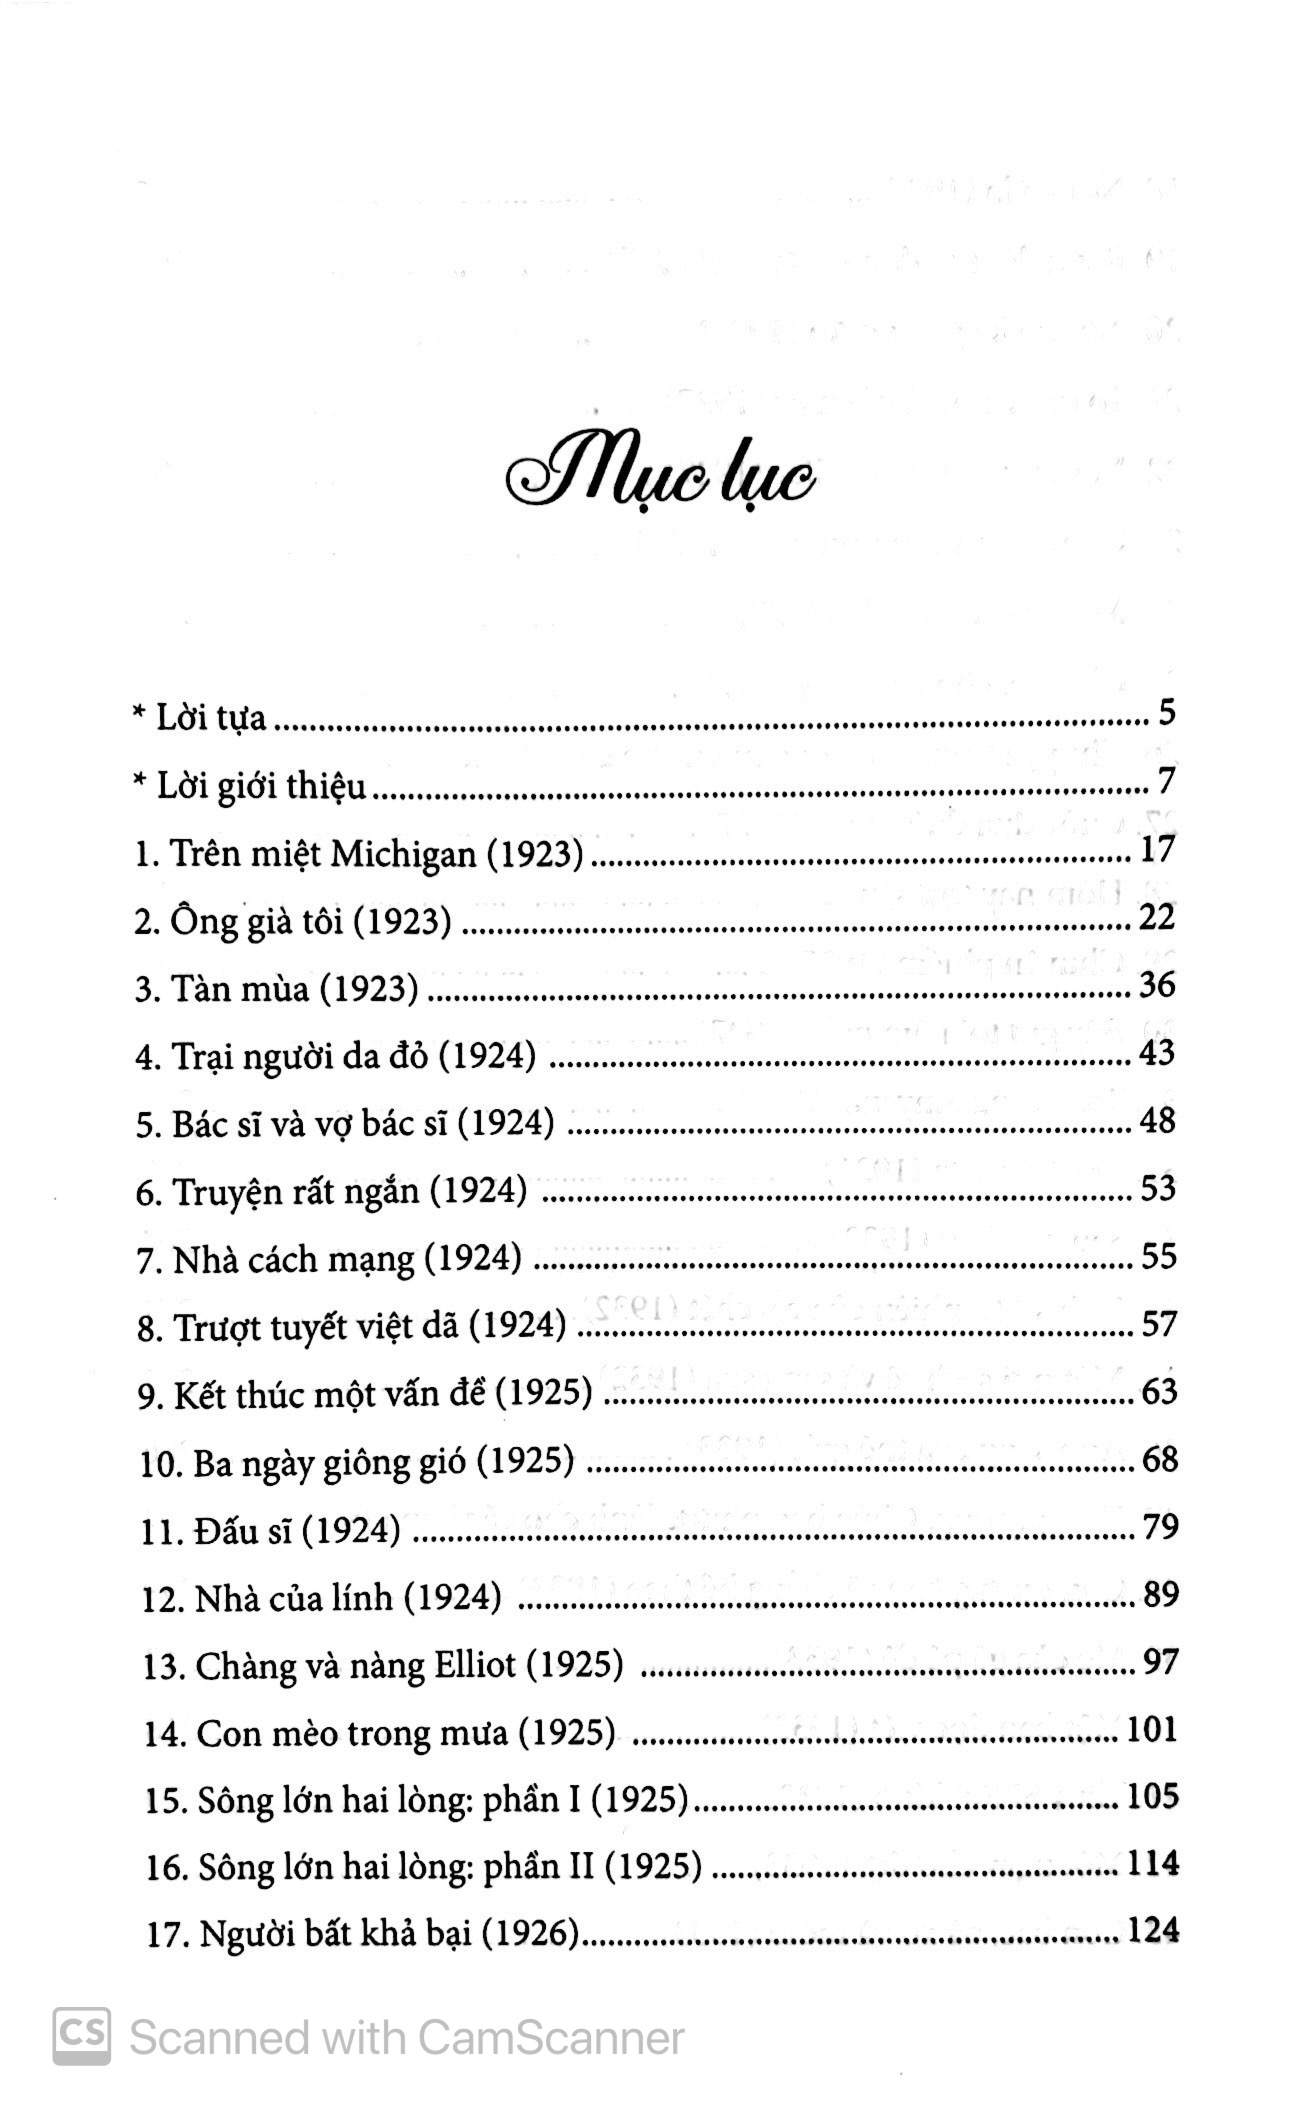 Mục lục
* Lời tựa ........ 5
* Lời giới thiệu ........ 7
1. Trên miệt Michigan (1923) ........ 17
2. Ông già tôi (1923) ........ 22
3. Tàn mùa (1923) ........ 36
4. Trại người da đỏ (1924) ........ 43
5. Bác sĩ và vợ bác sĩ (1924) ........ 48
6. Truyện rất ngắn (1924) ........ 53
7. Nhà cách mạng (1924) ........ 55
8. Trượt tuyết việt dã (1924) ........ 57
9. Kết thúc một vấn đề (1925) ........ 63
10. Ba ngày giông gió (1925) ........ 68
11. Đấu sĩ (1924) ........ 79
12. Nhà của lính (1924) ........ 89
13. Chàng và nàng Elliot (1925) ........ 97
14. Con mèo trong mưa (1925) ........ 101
15. Sông lớn hai lòng: phần I (1925) ........ 105
16. Sông lớn hai lòng: phần II (1925) ........ 114
17. Người bất khả bại (1926) ........ 124
CS Scanned with CamScanner